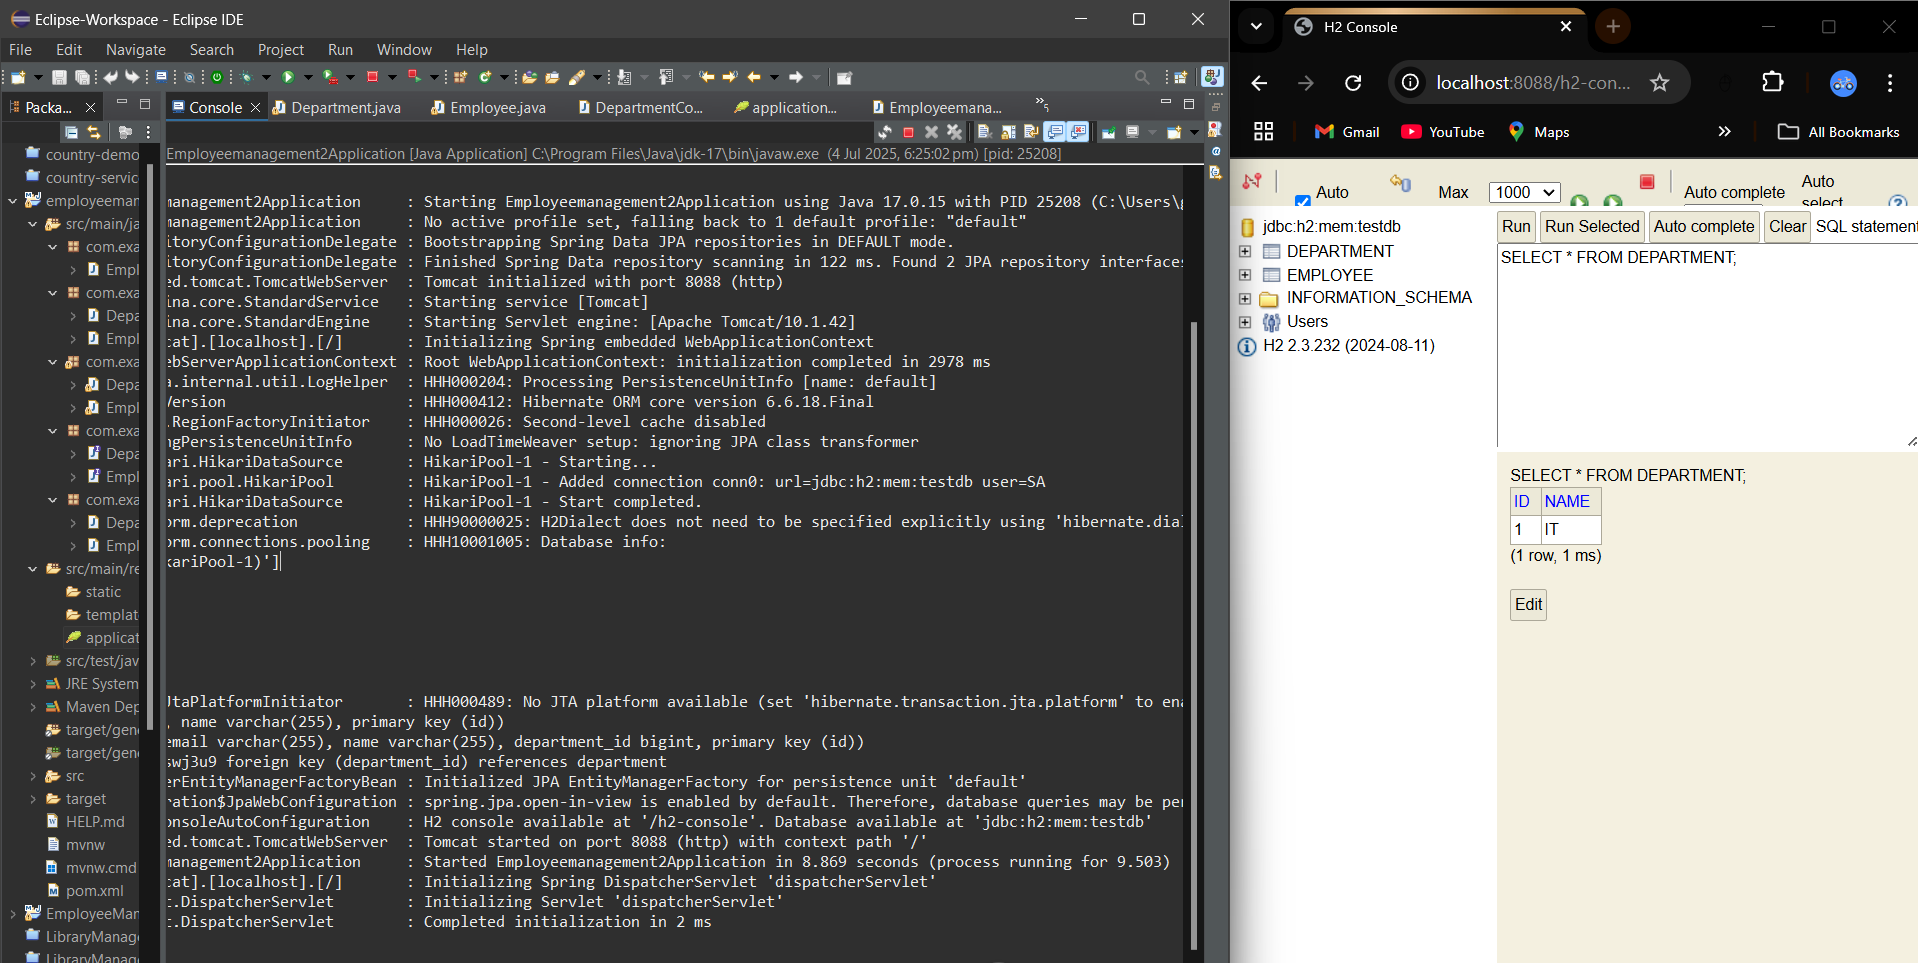 Eclipse-Workspace - Eclipse IDE
File Edit Navigate Search Project Run Window Help
Packa...
Console
Department.java
Employee.java
DepartmentCo...
application...
Employeemana...
»5
Employeemanagement2Application [Java Application] C:\Program Files\Java\jdk-17\bin\javaw.exe (4 Jul 2025, 6:25:02 pm) [pid: 25208]
country-demo
country-servic
employeeman
src/main/ja
com.exa
Empl
com.exa
Depa
Empl
com.exa
Depa
Empl
com.exa
Depa
Empl
com.exa
Depa
Empl
src/main/re
static
templat
applicat
src/test/jav
JRE System
Maven Dep
target/gene
target/gene
src
target
HELP.md
mvnw
mvnw.cmd
pom.xml
EmployeeMan
LibraryManag
LibraryManag
management2Application : Starting Employeemanagement2Application using Java 17.0.15 with PID 25208 (C:\Users\g
management2Application : No active profile set, falling back to 1 default profile: "default"
itoryConfigurationDelegate : Bootstrapping Spring Data JPA repositories in DEFAULT mode.
itoryConfigurationDelegate : Finished Spring Data repository scanning in 122 ms. Found 2 JPA repository interfaces
ed.tomcat.TomcatWebServer : Tomcat initialized with port 8088 (http)
ina.core.StandardService : Starting service [Tomcat]
ina.core.StandardEngine : Starting Servlet engine: [Apache Tomcat/10.1.42]
cat].[localhost].[/] : Initializing Spring embedded WebApplicationContext
ebServerApplicationContext : Root WebApplicationContext: initialization completed in 2978 ms
a.internal.util.LogHelper : HHH000204: Processing PersistenceUnitInfo [name: default]
Version : HHH000412: Hibernate ORM core version 6.6.18.Final
.RegionFactoryInitiator : HHH000026: Second-level cache disabled
ngPersistenceUnitInfo : No LoadTimeWeaver setup: ignoring JPA class transformer
ari.HikariDataSource : HikariPool-1 - Starting...
ari.pool.HikariPool : HikariPool-1 - Added connection conn0: url=jdbc:h2:mem:testdb user=SA
ari.HikariDataSource : HikariPool-1 - Start completed.
orm.deprecation : HHH90000025: H2Dialect does not need to be specified explicitly using 'hibernate.dial
orm.connections.pooling : HHH10001005: Database info:
kariPool-1)']
JtaPlatformInitiator : HHH000489: No JTA platform available (set 'hibernate.transaction.jta.platform' to ena
, name varchar(255), primary key (id))
email varchar(255), name varchar(255), department_id bigint, primary key (id))
swj3u9 foreign key (department_id) references department
erEntityManagerFactoryBean : Initialized JPA EntityManagerFactory for persistence unit 'default'
ration$JpaWebConfiguration : spring.jpa.open-in-view is enabled by default. Therefore, database queries may be per
onsoleAutoConfiguration : H2 console available at '/h2-console'. Database available at 'jdbc:h2:mem:testdb'
ed.tomcat.TomcatWebServer : Tomcat started on port 8088 (http) with context path '/'
management2Application : Started Employeemanagement2Application in 8.869 seconds (process running for 9.503)
cat].[localhost].[/] : Initializing Spring DispatcherServlet 'dispatcherServlet'
t.DispatcherServlet : Initializing Servlet 'dispatcherServlet'
t.DispatcherServlet : Completed initialization in 2 ms
H2 Console
localhost:8088/h2-con...
Gmail YouTube Maps » All Bookmarks
Auto Max 1000 Auto complete Auto select
jdbc:h2:mem:testdb
DEPARTMENT
EMPLOYEE
INFORMATION_SCHEMA
Users
H2 2.3.232 (2024-08-11)
Run Run Selected Auto complete Clear SQL statement
SELECT * FROM DEPARTMENT;
SELECT * FROM DEPARTMENT;
ID NAME
1 IT
(1 row, 1 ms)
Edit